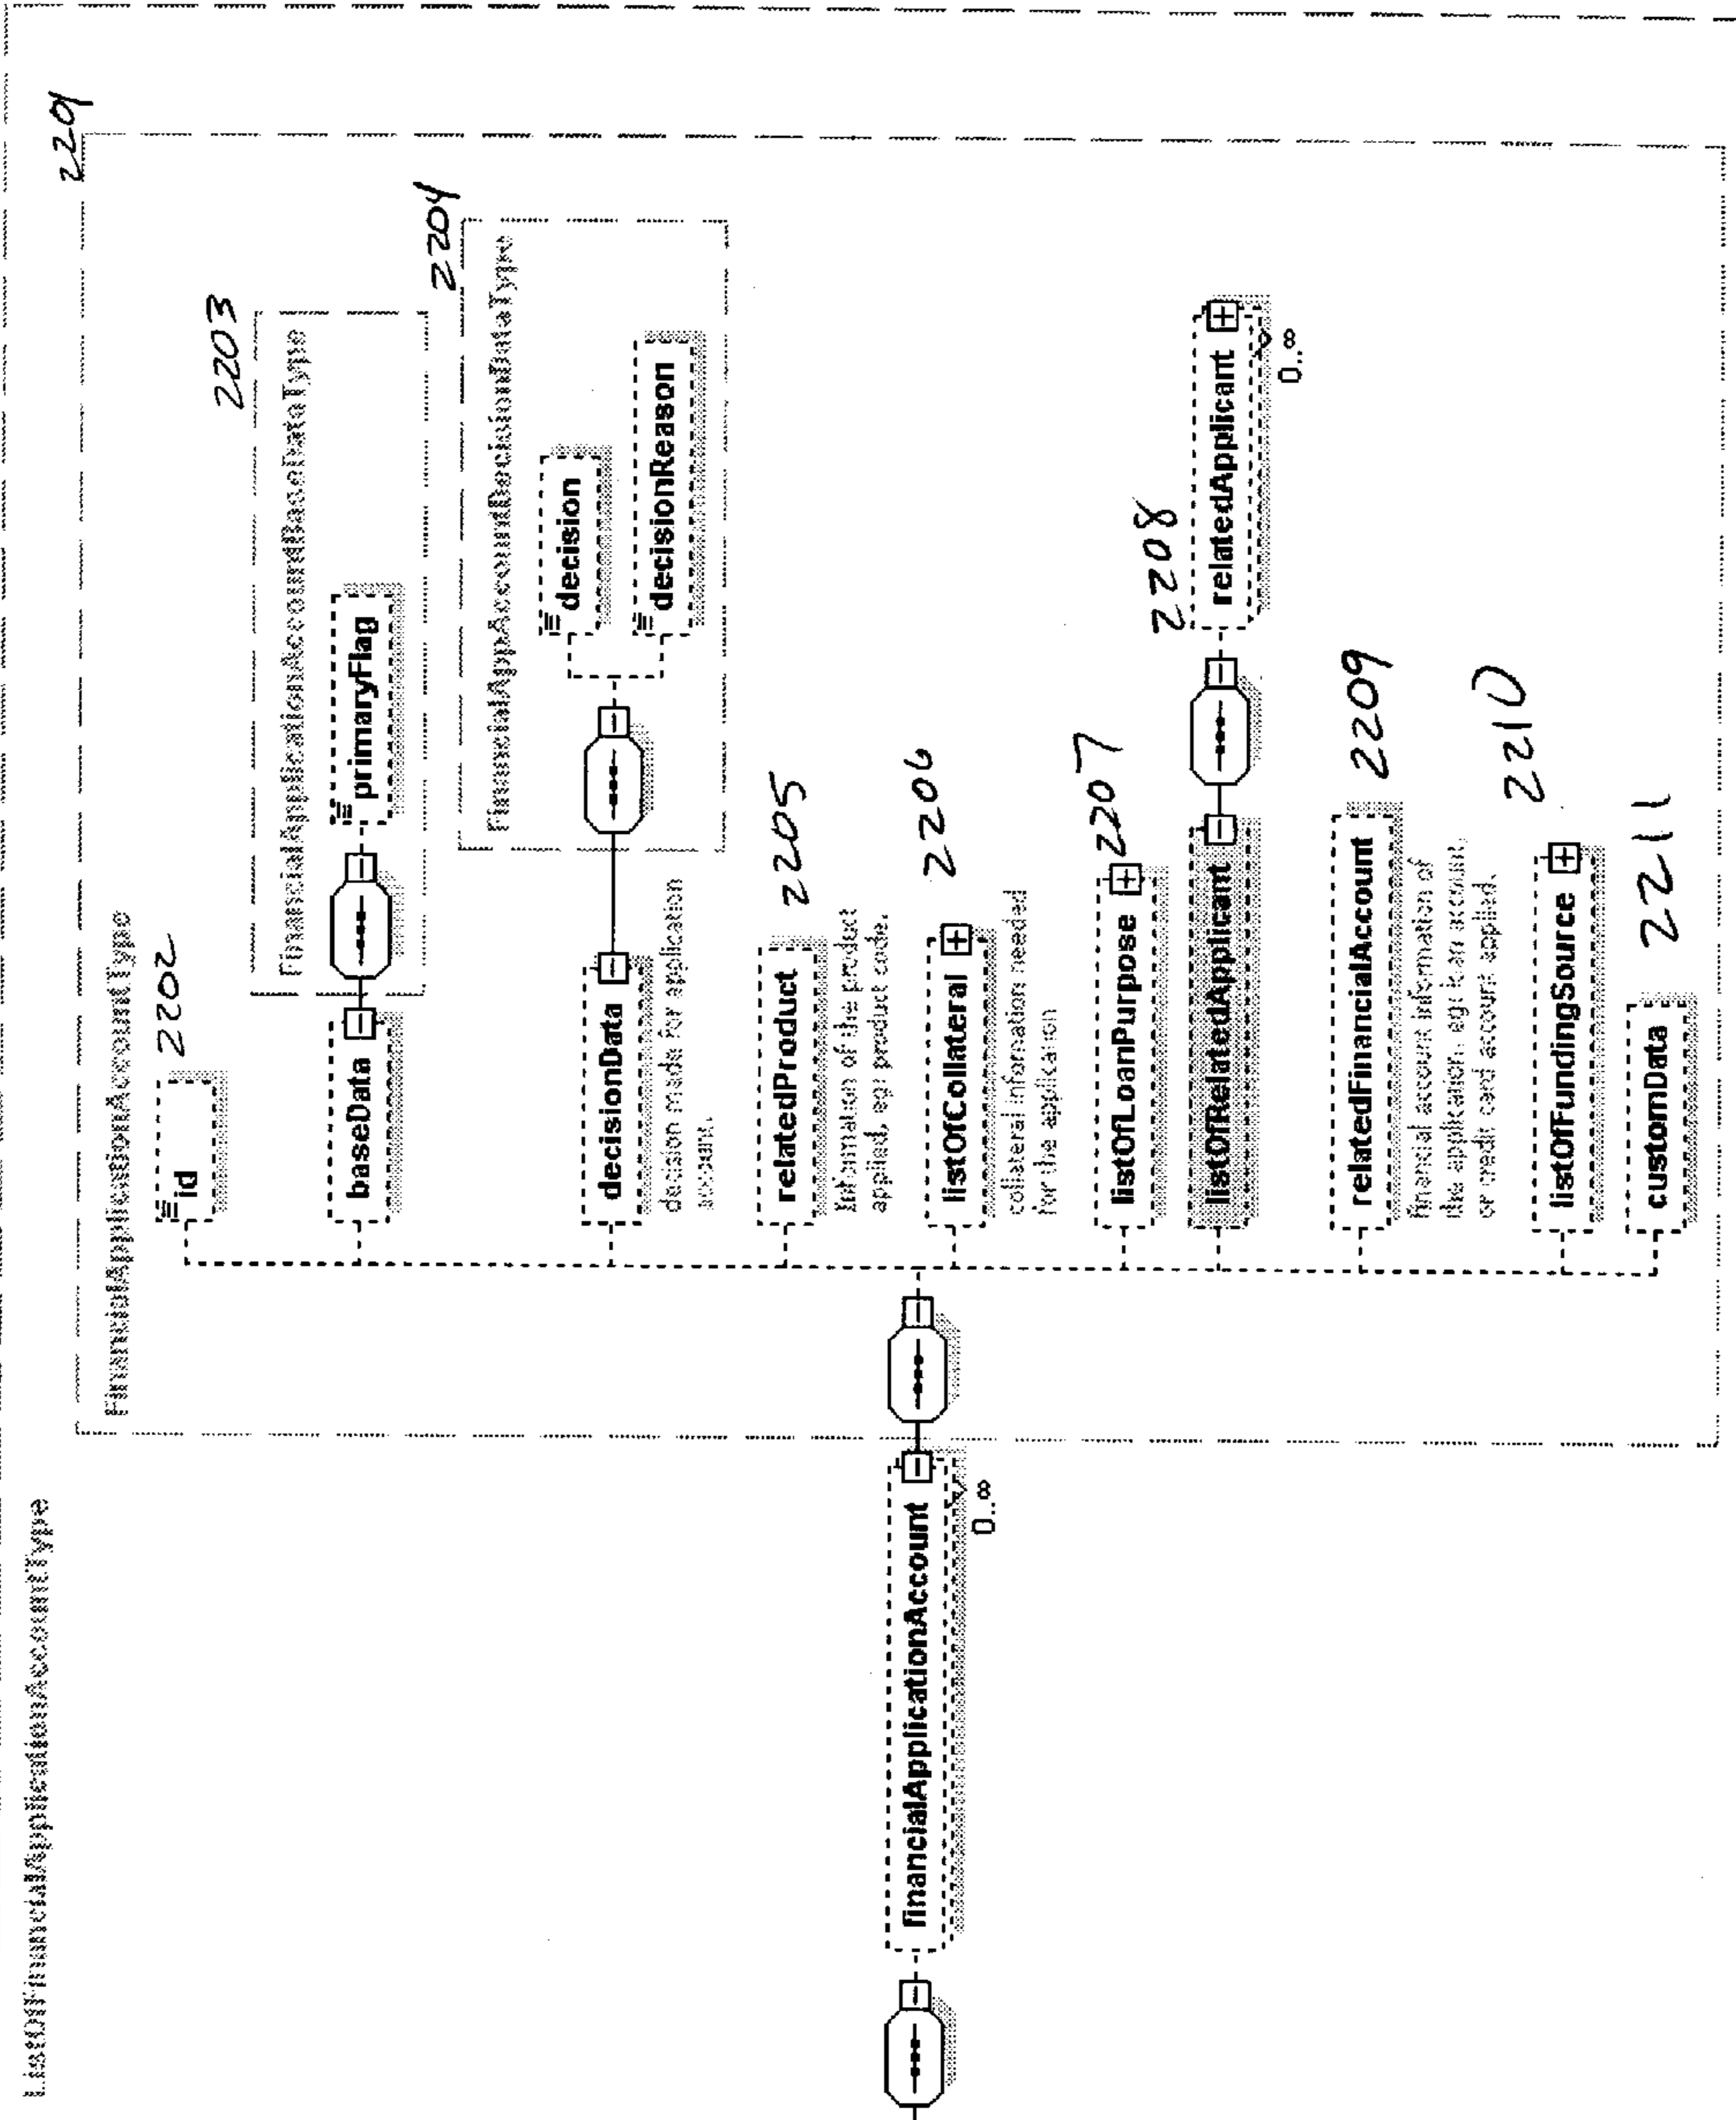 ListOfFinancialApplicationAccountType
2201
FinancialApplicationAccountType
2202
id
2203
FinancialApplicationAccountBaseDataType
baseData
primaryFlag
2204
FinancialAppAccountDecisionDataType
decision
decisionData
decisionReason
decision made for application
account.
relatedProduct
2205
Information of the product
applied, eg: product code.
financialApplicationAccount
0..∞
listOfCollateral
2206
collateral information needed
for the application
listOfLoanPurpose
2207
listOfRelatedApplicant
2208
relatedApplicant
0..∞
relatedFinancialAccount
2209
financial account information of
the application. eg: loan account,
or credit card account applied.
listOfFundingSource
2210
customData
2211